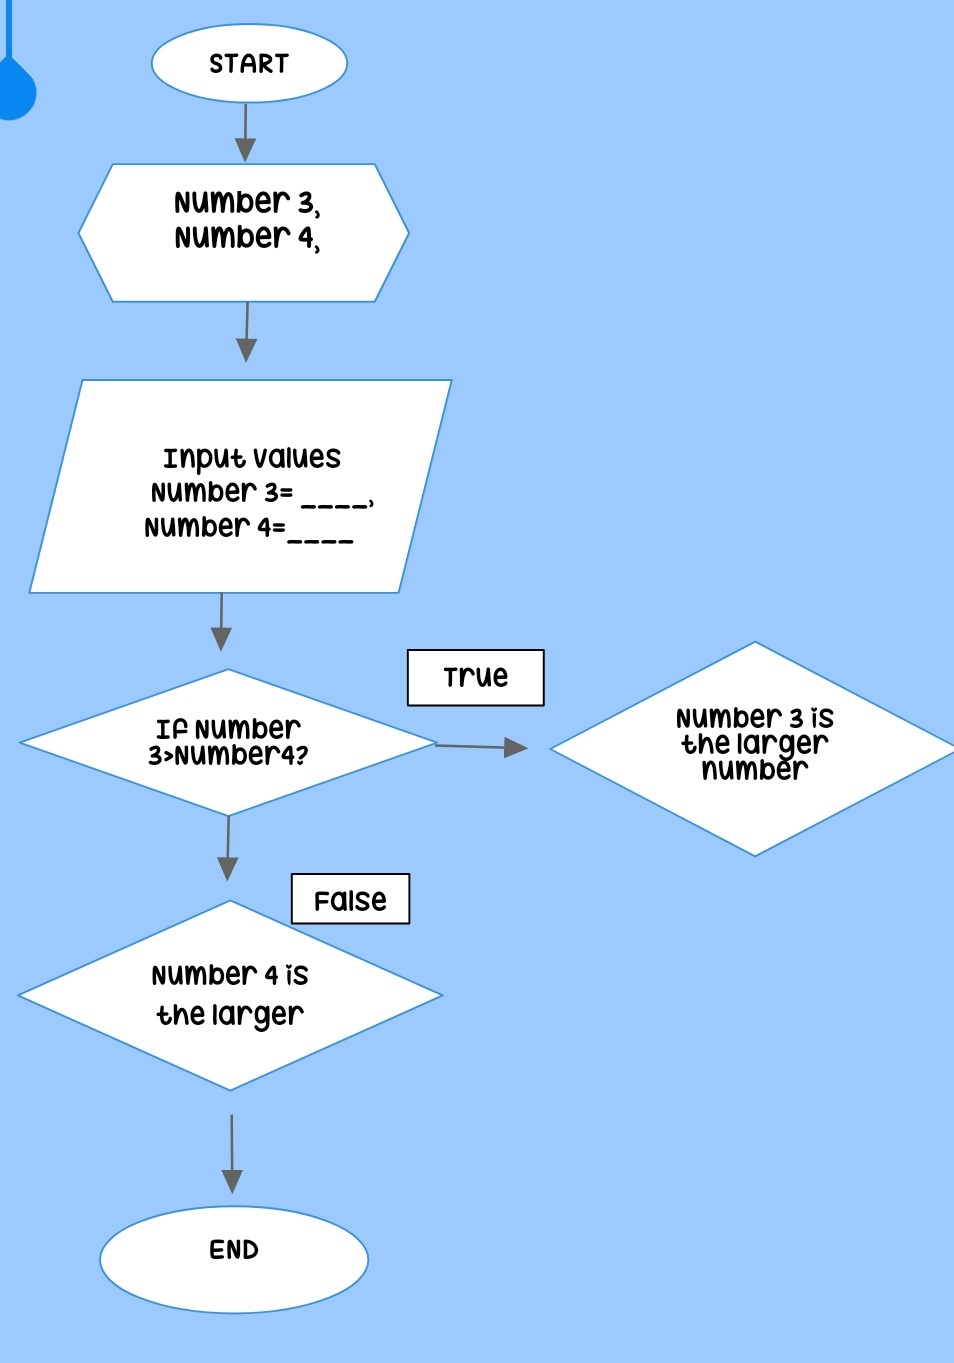 START
Number 3,
Number 4,
Input values
Number 3= ____,
Number 4=____
True
If Number
3>Number4?
Number 3 is
the larger
number
False
Number 4 is
the larger
END